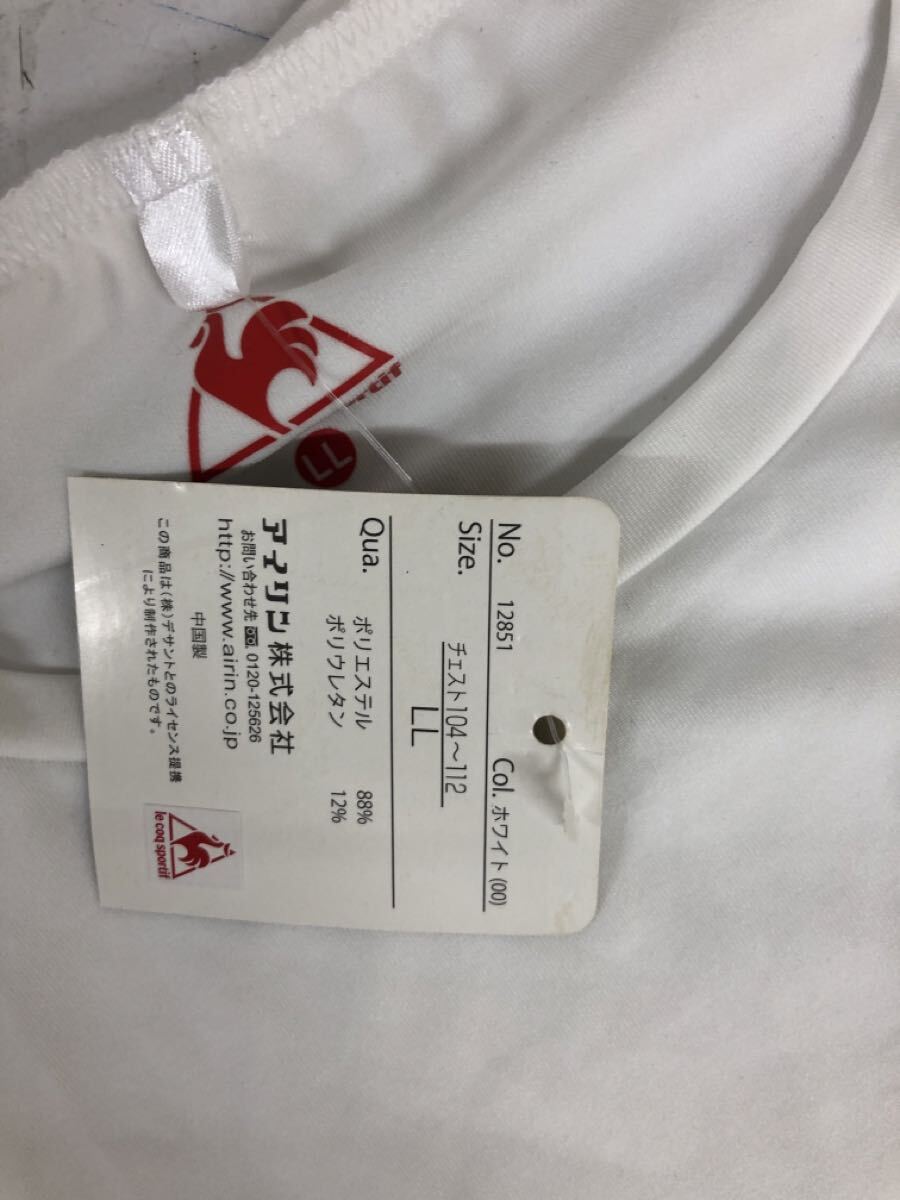 No. 12851 Col. ホワイト(00)
Size. チェスト104〜112
LL
Qua. ポリエステル 88%
ポリウレタン 12%
アイリン株式会社
お問い合わせ先 0120-125626
http://www.airin.co.jp
中国製
この商品は(株)デサントとのライセンス提携
により制作されたものです。
le coq sportif
LL